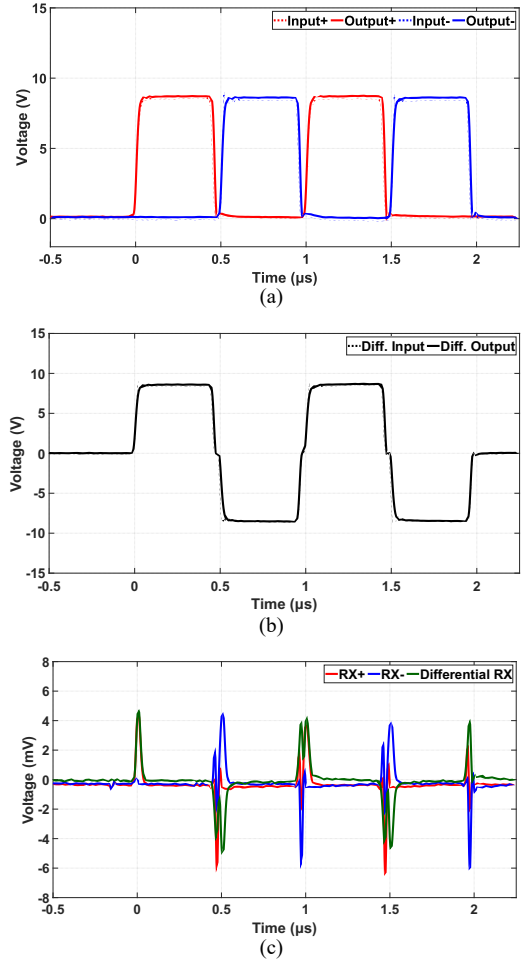 15
Input+ Output+ Input- Output-
10
Voltage (V)
5
0
-0.5 0 0.5 1 1.5 2
Time (µs)
(a)
15
Diff. Input Diff. Output
10
5
Voltage (V)
0
-5
-10
-15
-0.5 0 0.5 1 1.5 2
Time (µs)
(b)
8
RX+ RX- Differential RX
6
4
2
Voltage (mV)
0
-2
-4
-6
-8
-0.5 0 0.5 1 1.5 2
Time (µs)
(c)